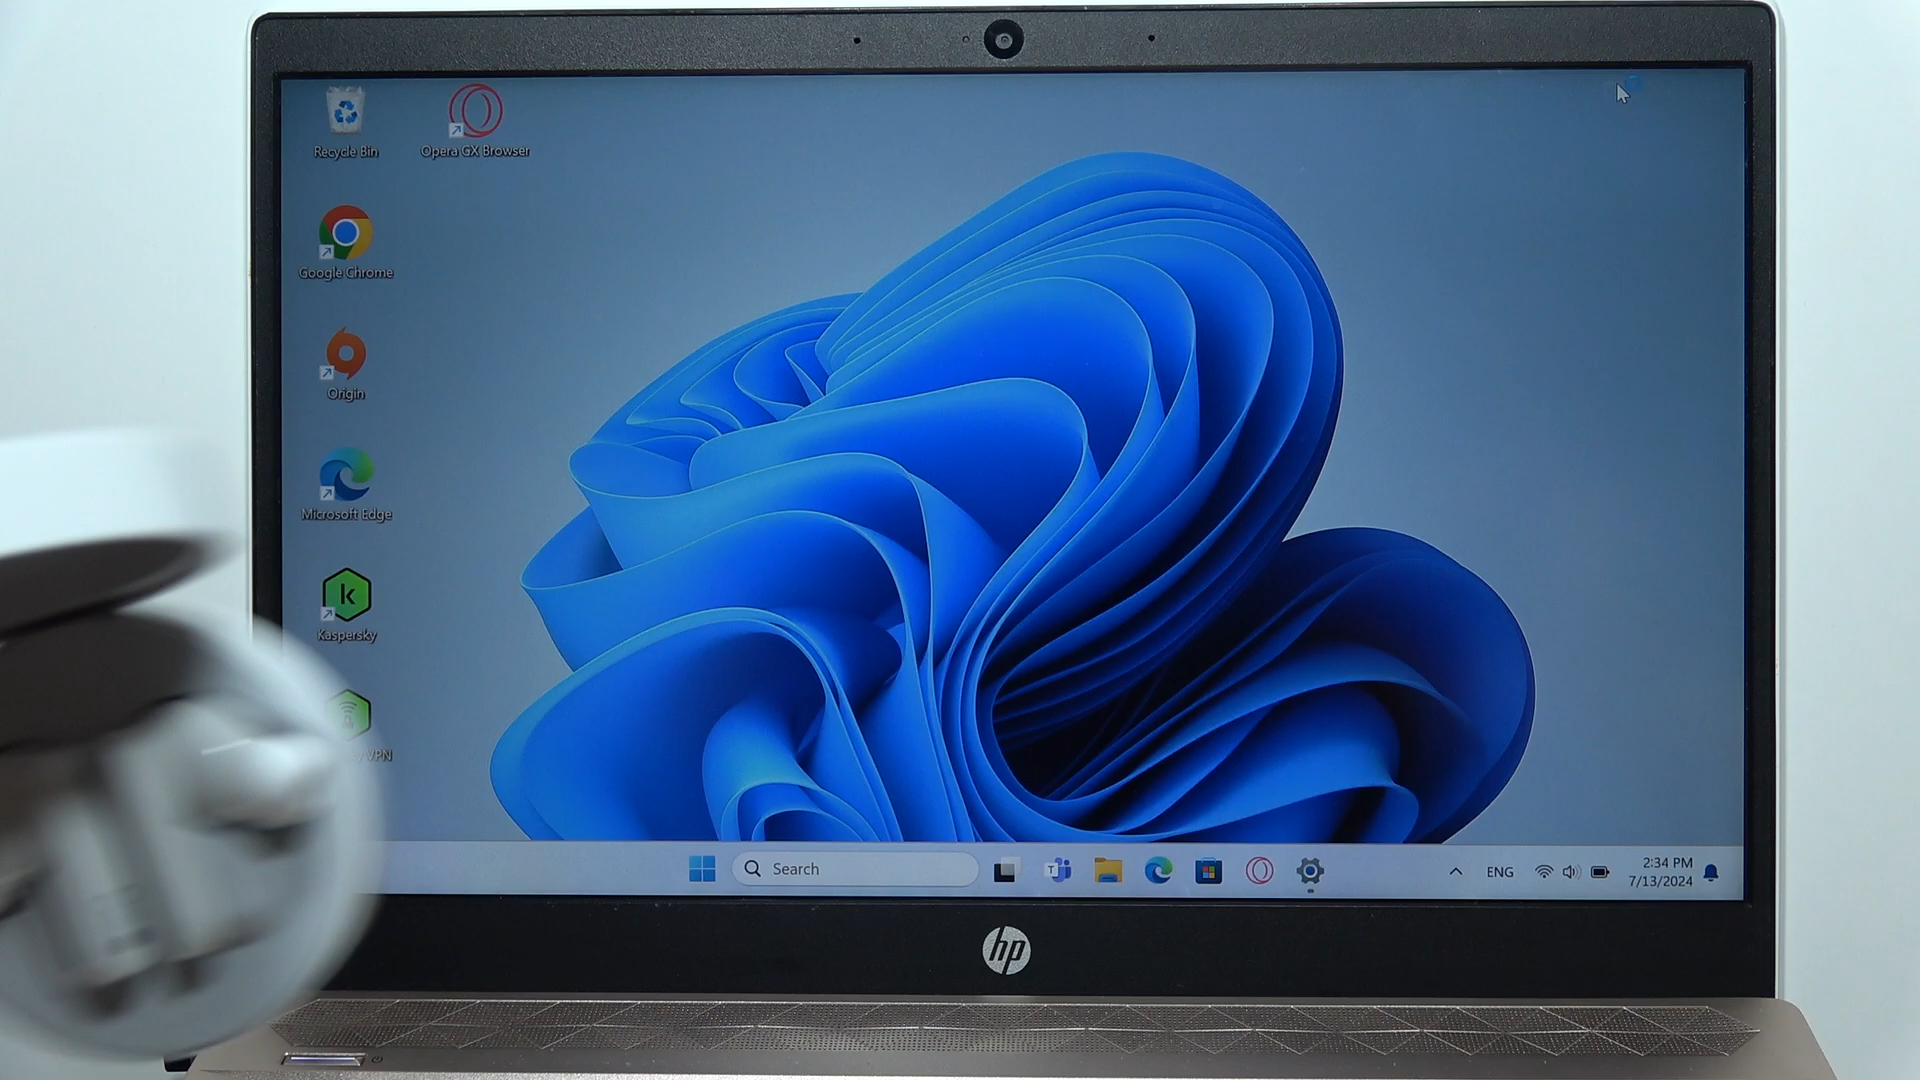 Recycle Bin
Opera GX Browser
Google Chrome
Origin
Microsoft Edge
Kaspersky
VPN
Search
ENG
2:34 PM
7/13/2024
hp